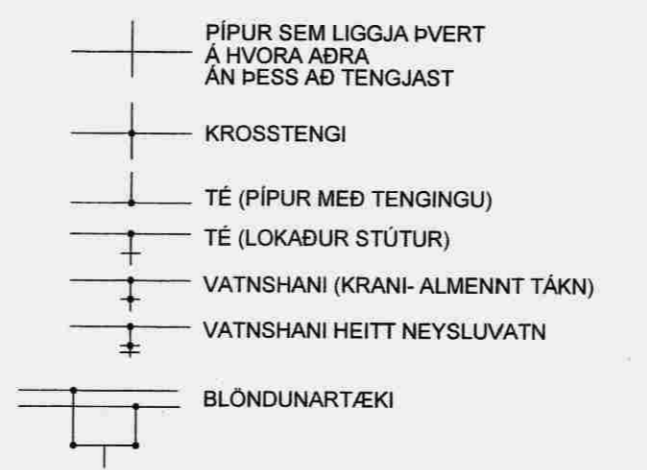 PÍPUR SEM LIGGJA ÞVERT
Á HVORA AÐRA
ÁN ÞESS AÐ TENGJAST
KROSSTENGI
TÉ (PÍPUR MEÐ TENGINGU)
TÉ (LOKAÐUR STÚTUR)
VATNSHANI (KRANI- ALMENNT TÁKN)
VATNSHANI HEITT NEYSLUVATN
BLÖNDUNARTÆKI